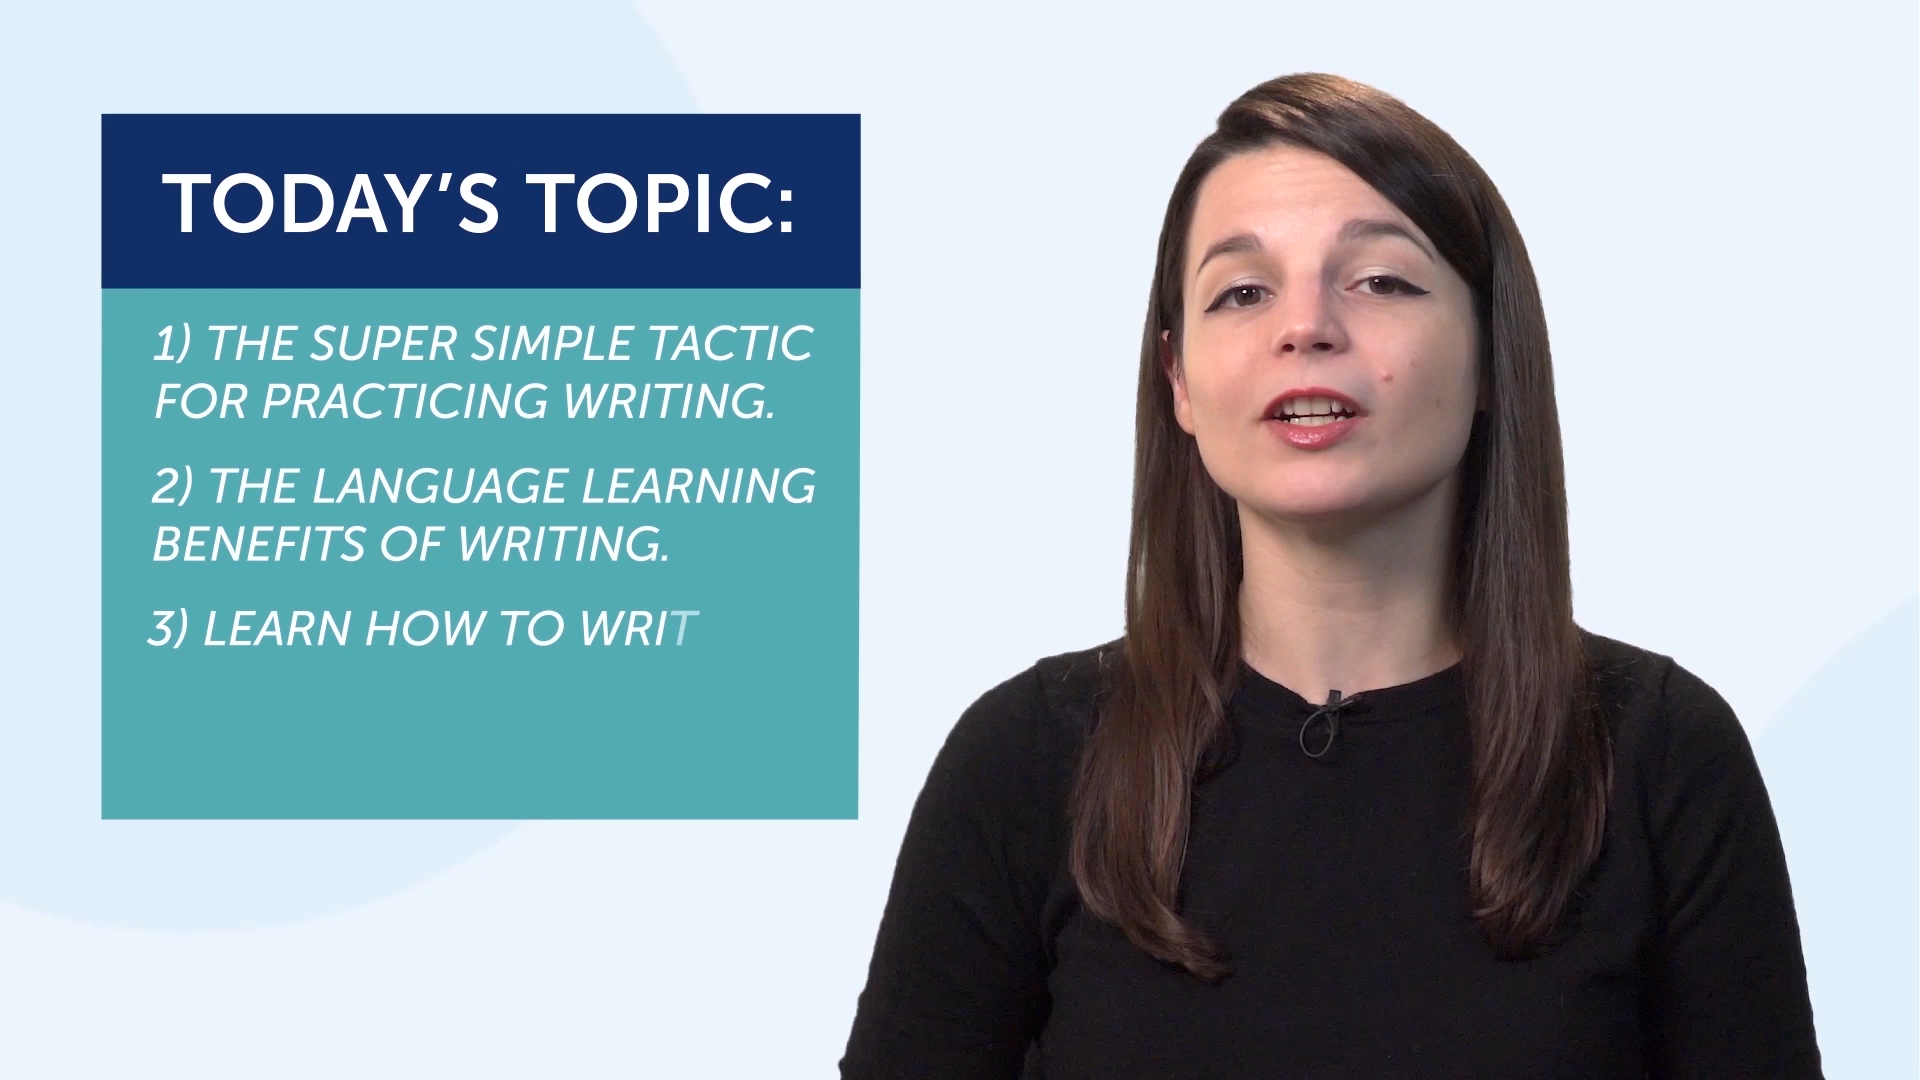 TODAY'S TOPIC:
1) THE SUPER SIMPLE TACTIC
FOR PRACTICING WRITING.
2) THE LANGUAGE LEARNING
BENEFITS OF WRITING.
3) LEARN HOW TO WRIT